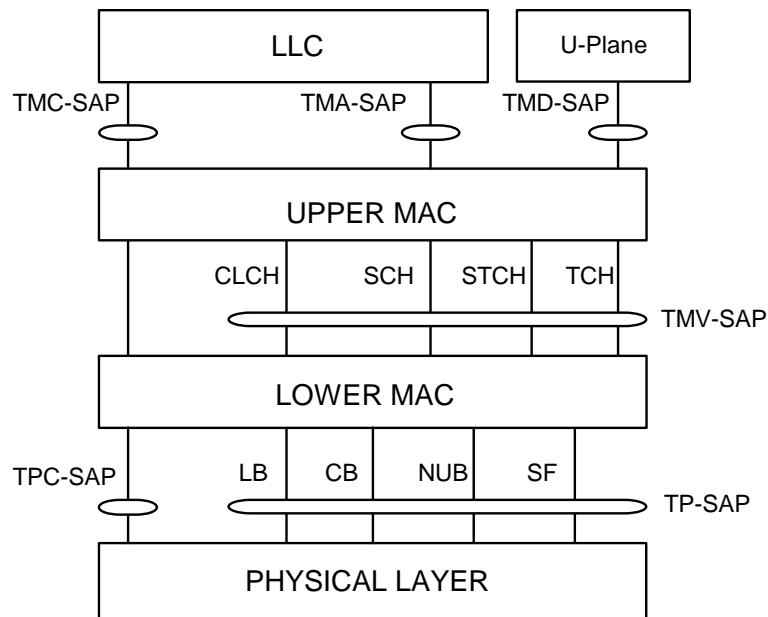 LLC
U-Plane
TMC-SAP
TMA-SAP
TMD-SAP
UPPER MAC
CLCH
SCH
STCH
TCH
TMV-SAP
LOWER MAC
TPC-SAP
LB
CB
NUB
SF
TP-SAP
PHYSICAL LAYER